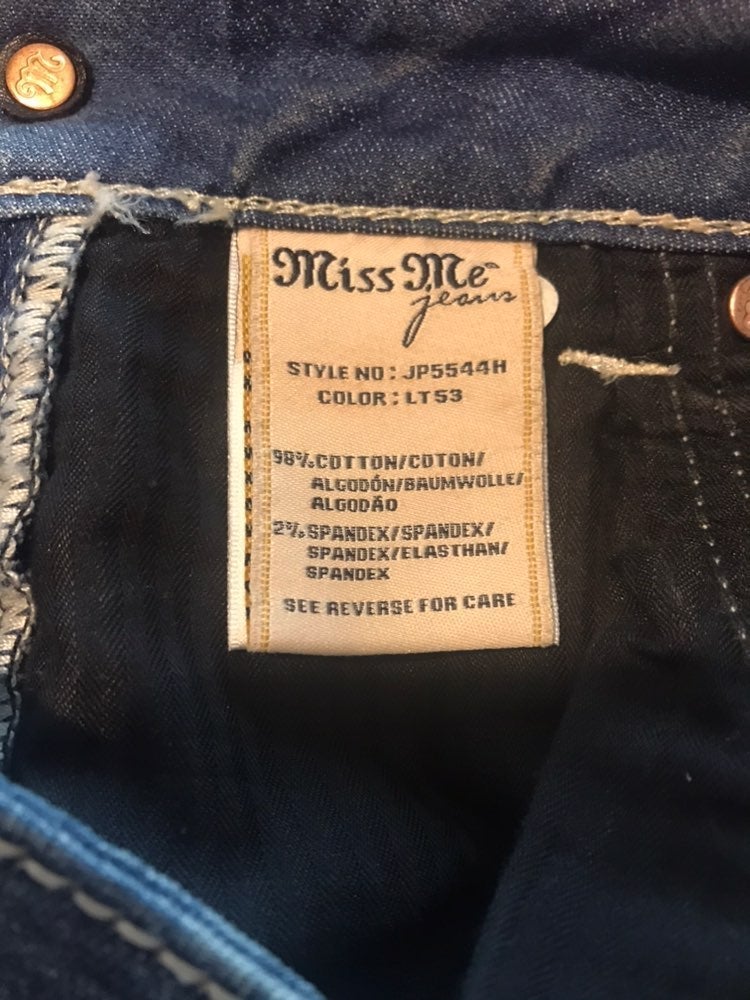 M
Miss Me
jeans
STYLE NO: JP5544H
COLOR: LT53
98% COTTON/COTON/
ALGODÓN/BAUMWOLLE/
ALGODÃO
2% SPANDEX/SPANDEX/
SPANDEX/ELASTHAN/
SPANDEX
SEE REVERSE FOR CARE